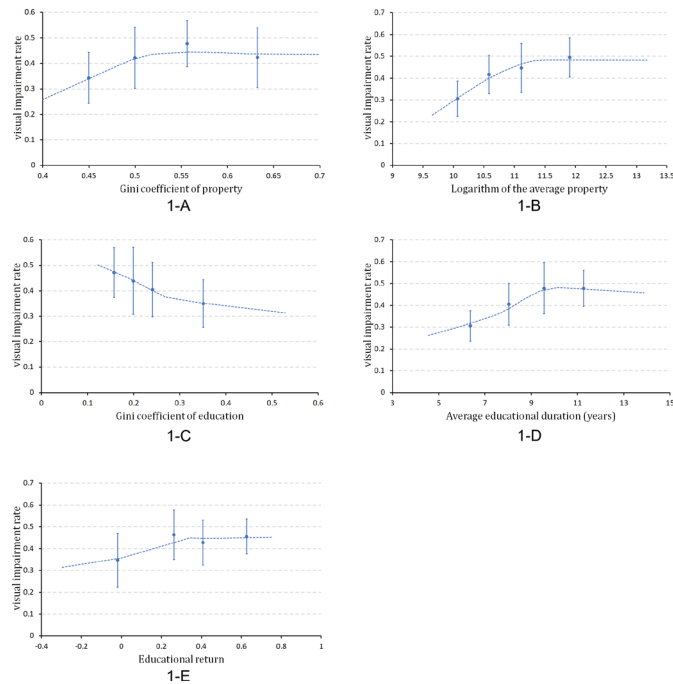 visual impairment rate
0.6
0.5
0.4
0.3
0.2
0.1
0
0.4 0.45 0.5 0.55 0.6 0.65 0.7
Gini coefficient of property
1-A
visual impairment rate
0.7
0.6
0.5
0.4
0.3
0.2
0.1
0
9 9.5 10 10.5 11 11.5 12 12.5 13 13.5
Logarithm of the average property
1-B
visual impairment rate
0.6
0.5
0.4
0.3
0.2
0.1
0
0 0.1 0.2 0.3 0.4 0.5 0.6
Gini coefficient of education
1-C
visual impairment rate
0.7
0.6
0.5
0.4
0.3
0.2
0.1
0
3 5 7 9 11 13 15
Average educational duration (years)
1-D
visual impairment rate
0.7
0.6
0.5
0.4
0.3
0.2
0.1
0
-0.4 -0.2 0 0.2 0.4 0.6 0.8 1
Educational return
1-E